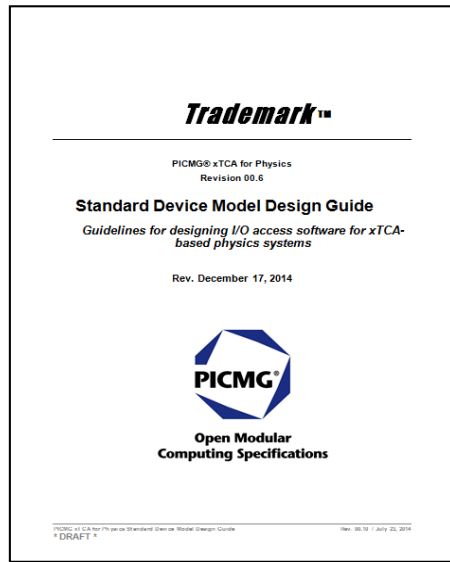 Trademark™
PICMG® xTCA for Physics
Revision 00.6
Standard Device Model Design Guide
Guidelines for designing I/O access software for xTCA-
based physics systems
Rev. December 17, 2014
PICMG®
Open Modular
Computing Specifications
PICMG xTCA for Physics Standard Device Model Design Guide Rev. 00.10 / July 23, 2014
* DRAFT *